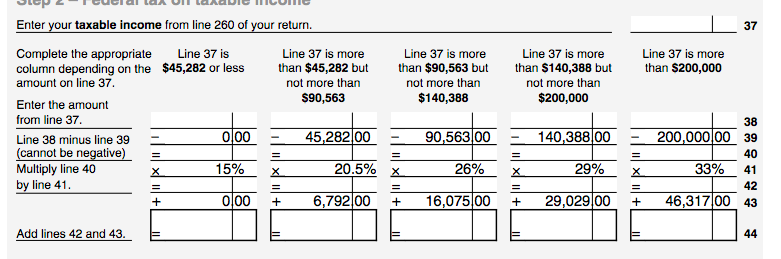 Step 2 – Federal tax on taxable income
Enter your taxable income from line 260 of your return. 37
Complete the appropriate column depending on the amount on line 37.
Line 37 is $45,282 or less
Line 37 is more than $45,282 but not more than $90,563
Line 37 is more than $90,563 but not more than $140,388
Line 37 is more than $140,388 but not more than $200,000
Line 37 is more than $200,000
Enter the amount from line 37. 38
Line 38 minus line 39 (cannot be negative) – 0 00 – 45,282 00 – 90,563 00 – 140,388 00 – 200,000 00 39
= = = = = 40
Multiply line 40 by line 41. x 15% x 20.5% x 26% x 29% x 33% 41
= = = = = 42
+ 0 00 + 6,792 00 + 16,075 00 + 29,029 00 + 46,317 00 43
Add lines 42 and 43. = = = = = 44